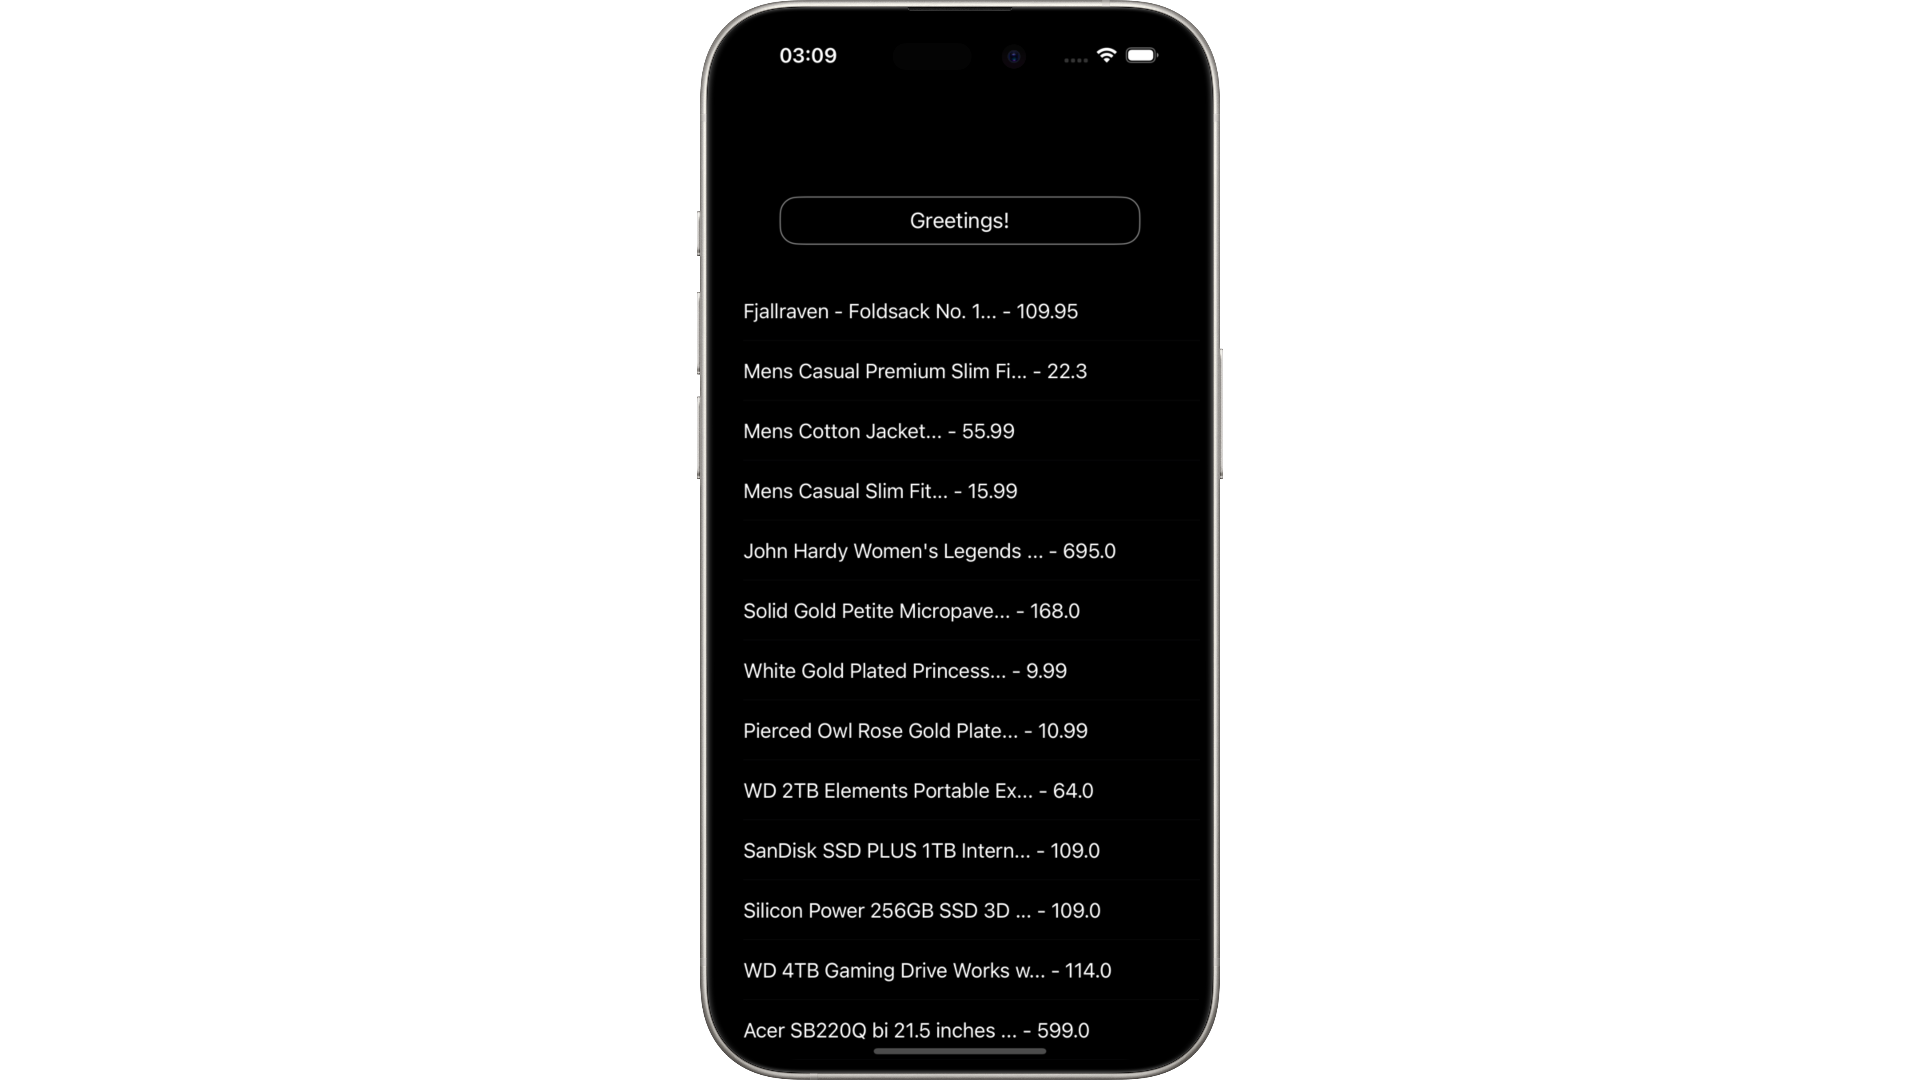 03:09
Greetings!
Fjallraven - Foldsack No. 1... - 109.95
Mens Casual Premium Slim Fi... - 22.3
Mens Cotton Jacket... - 55.99
Mens Casual Slim Fit... - 15.99
John Hardy Women's Legends ... - 695.0
Solid Gold Petite Micropave... - 168.0
White Gold Plated Princess... - 9.99
Pierced Owl Rose Gold Plate... - 10.99
WD 2TB Elements Portable Ex... - 64.0
SanDisk SSD PLUS 1TB Intern... - 109.0
Silicon Power 256GB SSD 3D ... - 109.0
WD 4TB Gaming Drive Works w... - 114.0
Acer SB220Q bi 21.5 inches ... - 599.0